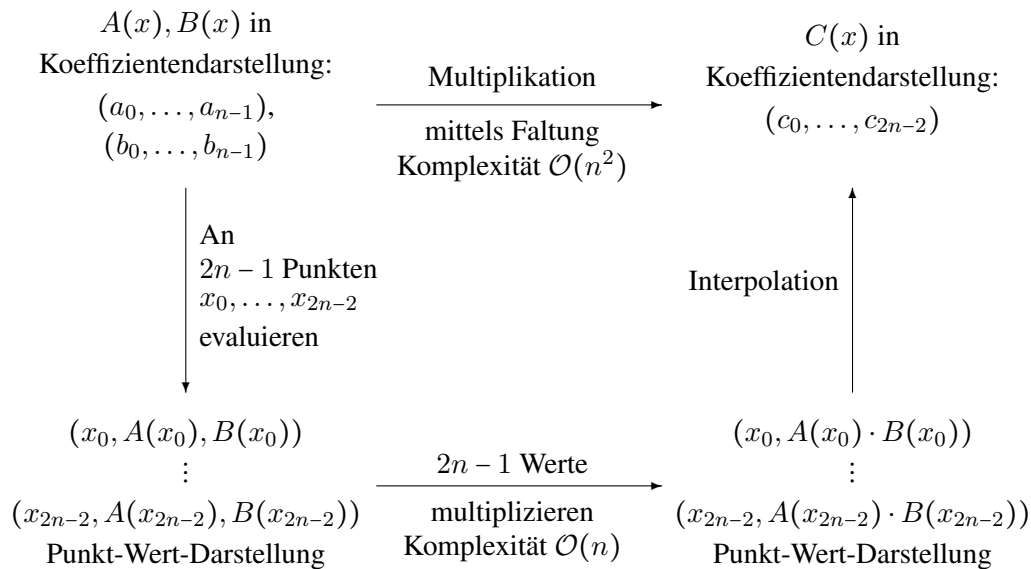 A(x), B(x) in
Koeffizientendarstellung:
(a₀, . . . , aₙ₋₁),
(b₀, . . . , bₙ₋₁)
Multiplikation
mittels Faltung
Komplexität 𝒪(n²)
C(x) in
Koeffizientendarstellung:
(c₀, . . . , c₂ₙ₋₂)
An
2n − 1 Punkten
x₀, . . . , x₂ₙ₋₂
evaluieren
Interpolation
(x₀, A(x₀), B(x₀))
⋮
(x₂ₙ₋₂, A(x₂ₙ₋₂), B(x₂ₙ₋₂))
Punkt-Wert-Darstellung
2n − 1 Werte
multiplizieren
Komplexität 𝒪(n)
(x₀, A(x₀) · B(x₀))
⋮
(x₂ₙ₋₂, A(x₂ₙ₋₂) · B(x₂ₙ₋₂))
Punkt-Wert-Darstellung